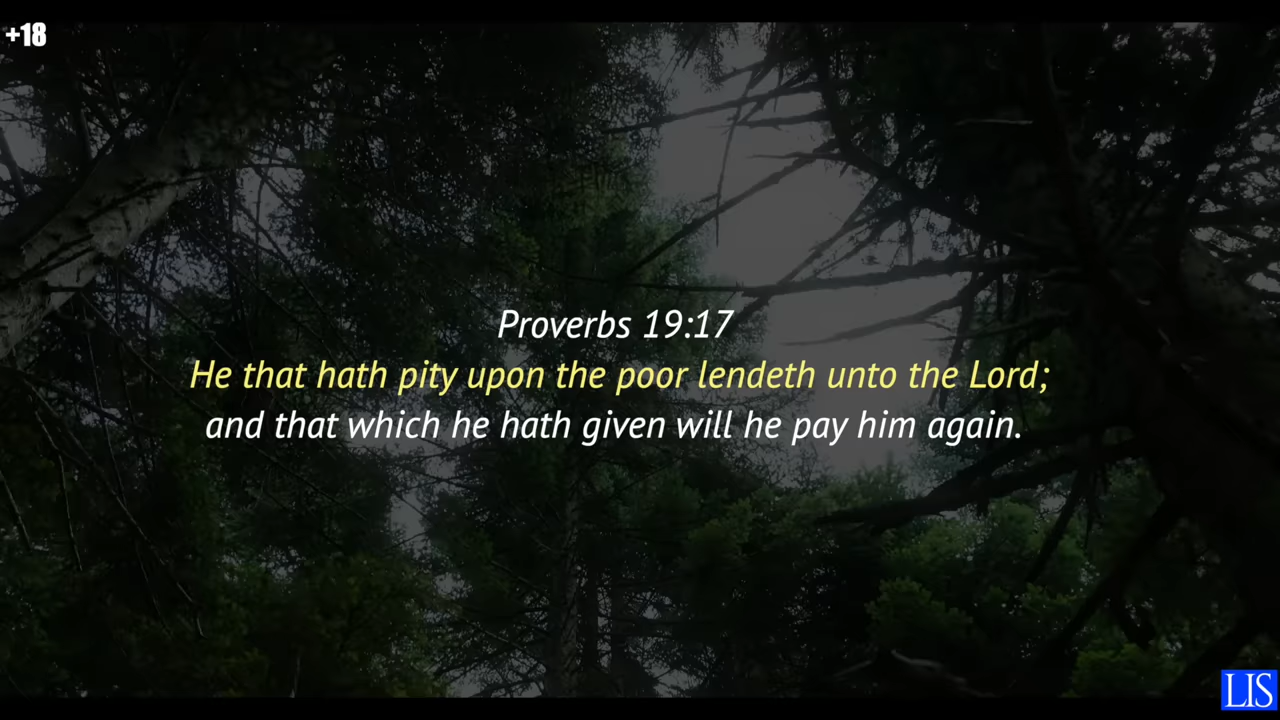 +18
Proverbs 19:17
He that hath pity upon the poor lendeth unto the Lord;
and that which he hath given will he pay him again.
LIS